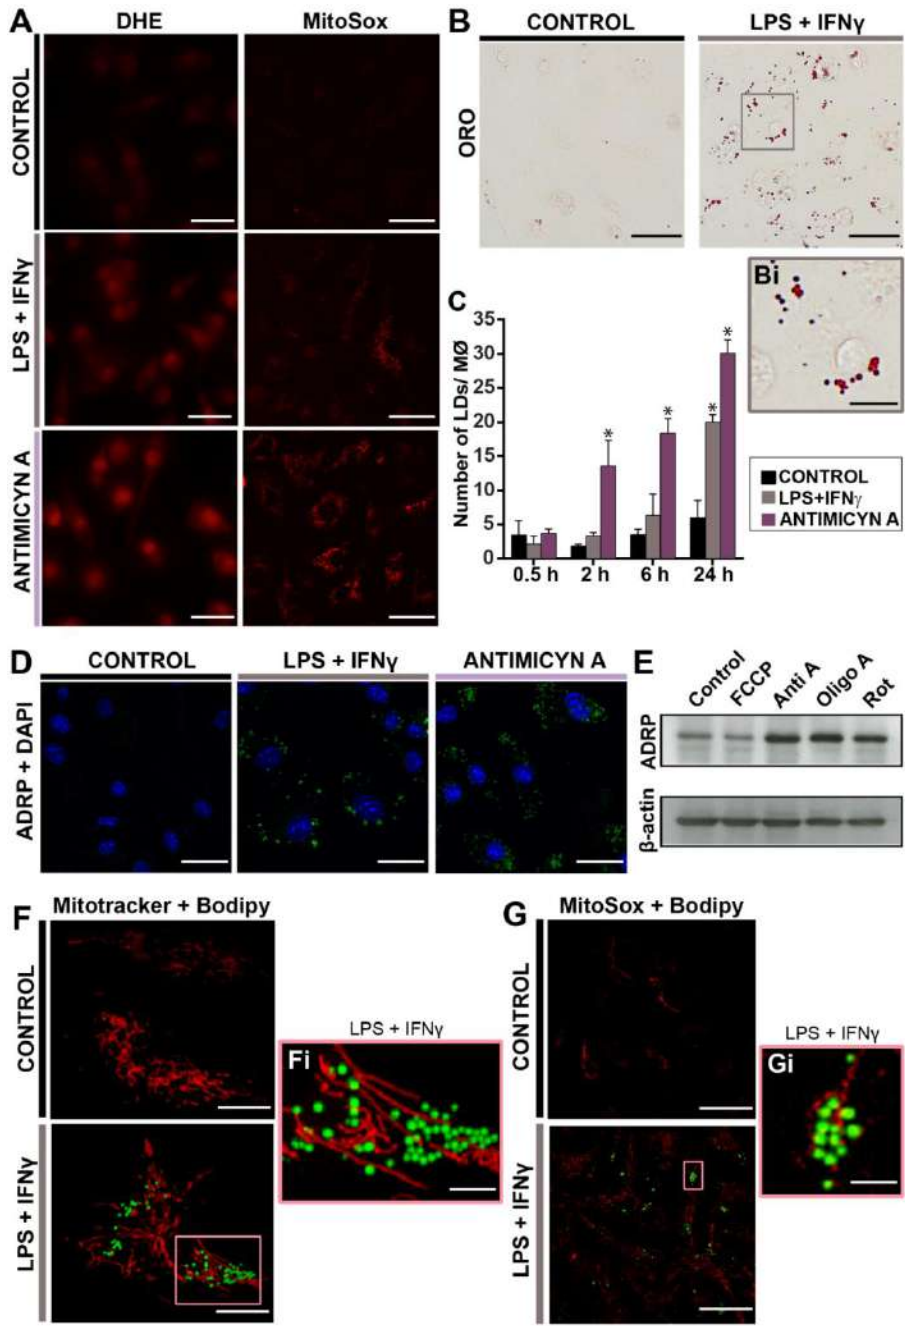 A
DHE
MitoSox
CONTROL
LPS + IFNγ
ANTIMICYN A
B
CONTROL
LPS + IFNγ
ORO
Bi
C
Number of LDs/ MØ
35
30
25
20
15
10
5
0
*
*
*
*
0.5 h
2 h
6 h
24 h
CONTROL
LPS+IFNγ
ANTIMICYN A
D
CONTROL
LPS + IFNγ
ANTIMICYN A
ADRP + DAPI
E
Control
FCCP
Anti A
Oligo A
Rot
ADRP
β-actin
F
Mitotracker + Bodipy
CONTROL
LPS + IFNγ
LPS + IFNγ
Fi
G
MitoSox + Bodipy
CONTROL
LPS + IFNγ
LPS + IFNγ
Gi